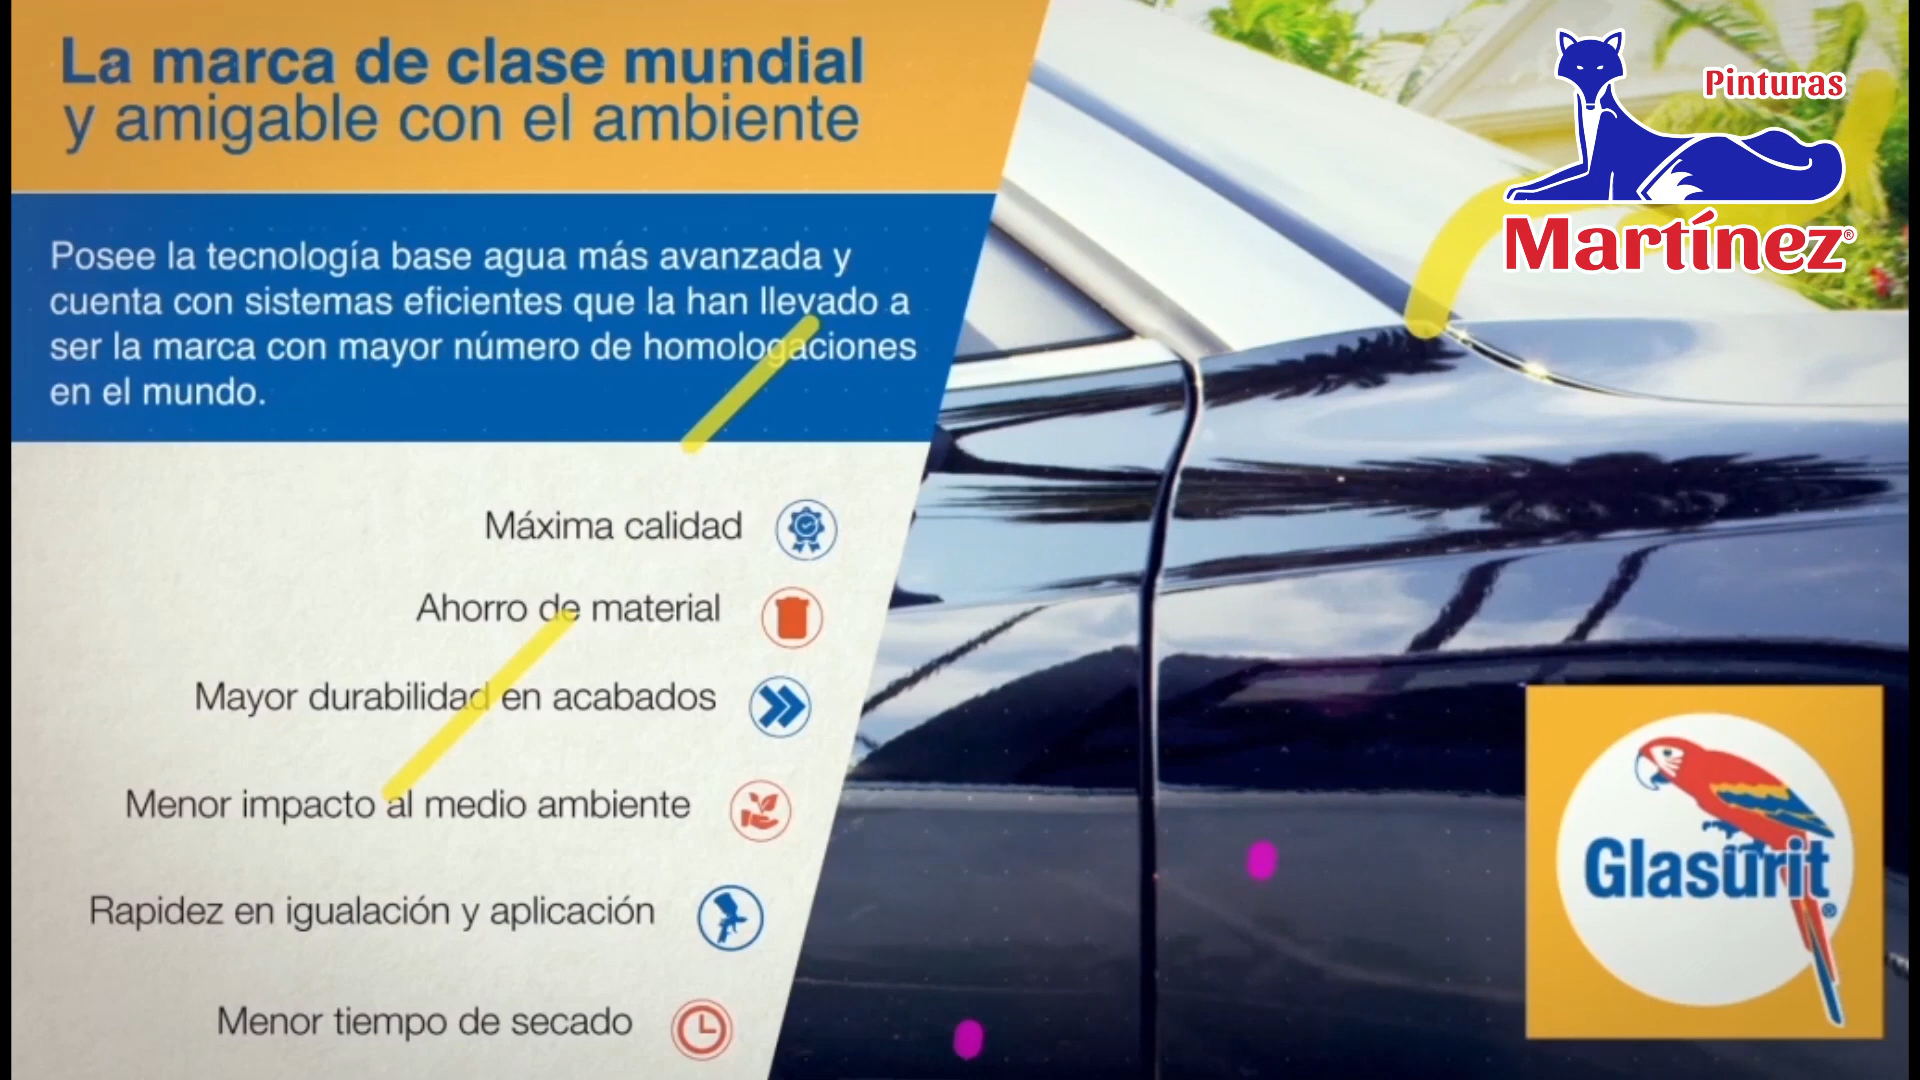 La marca de clase mundial
y amigable con el ambiente
Posee la tecnología base agua más avanzada y
cuenta con sistemas eficientes que la han llevado a
ser la marca con mayor número de homologaciones
en el mundo.
Máxima calidad
Ahorro de material
Mayor durabilidad en acabados
Menor impacto al medio ambiente
Rapidez en igualación y aplicación
Menor tiempo de secado
Pinturas
Martínez®
Glasurit®